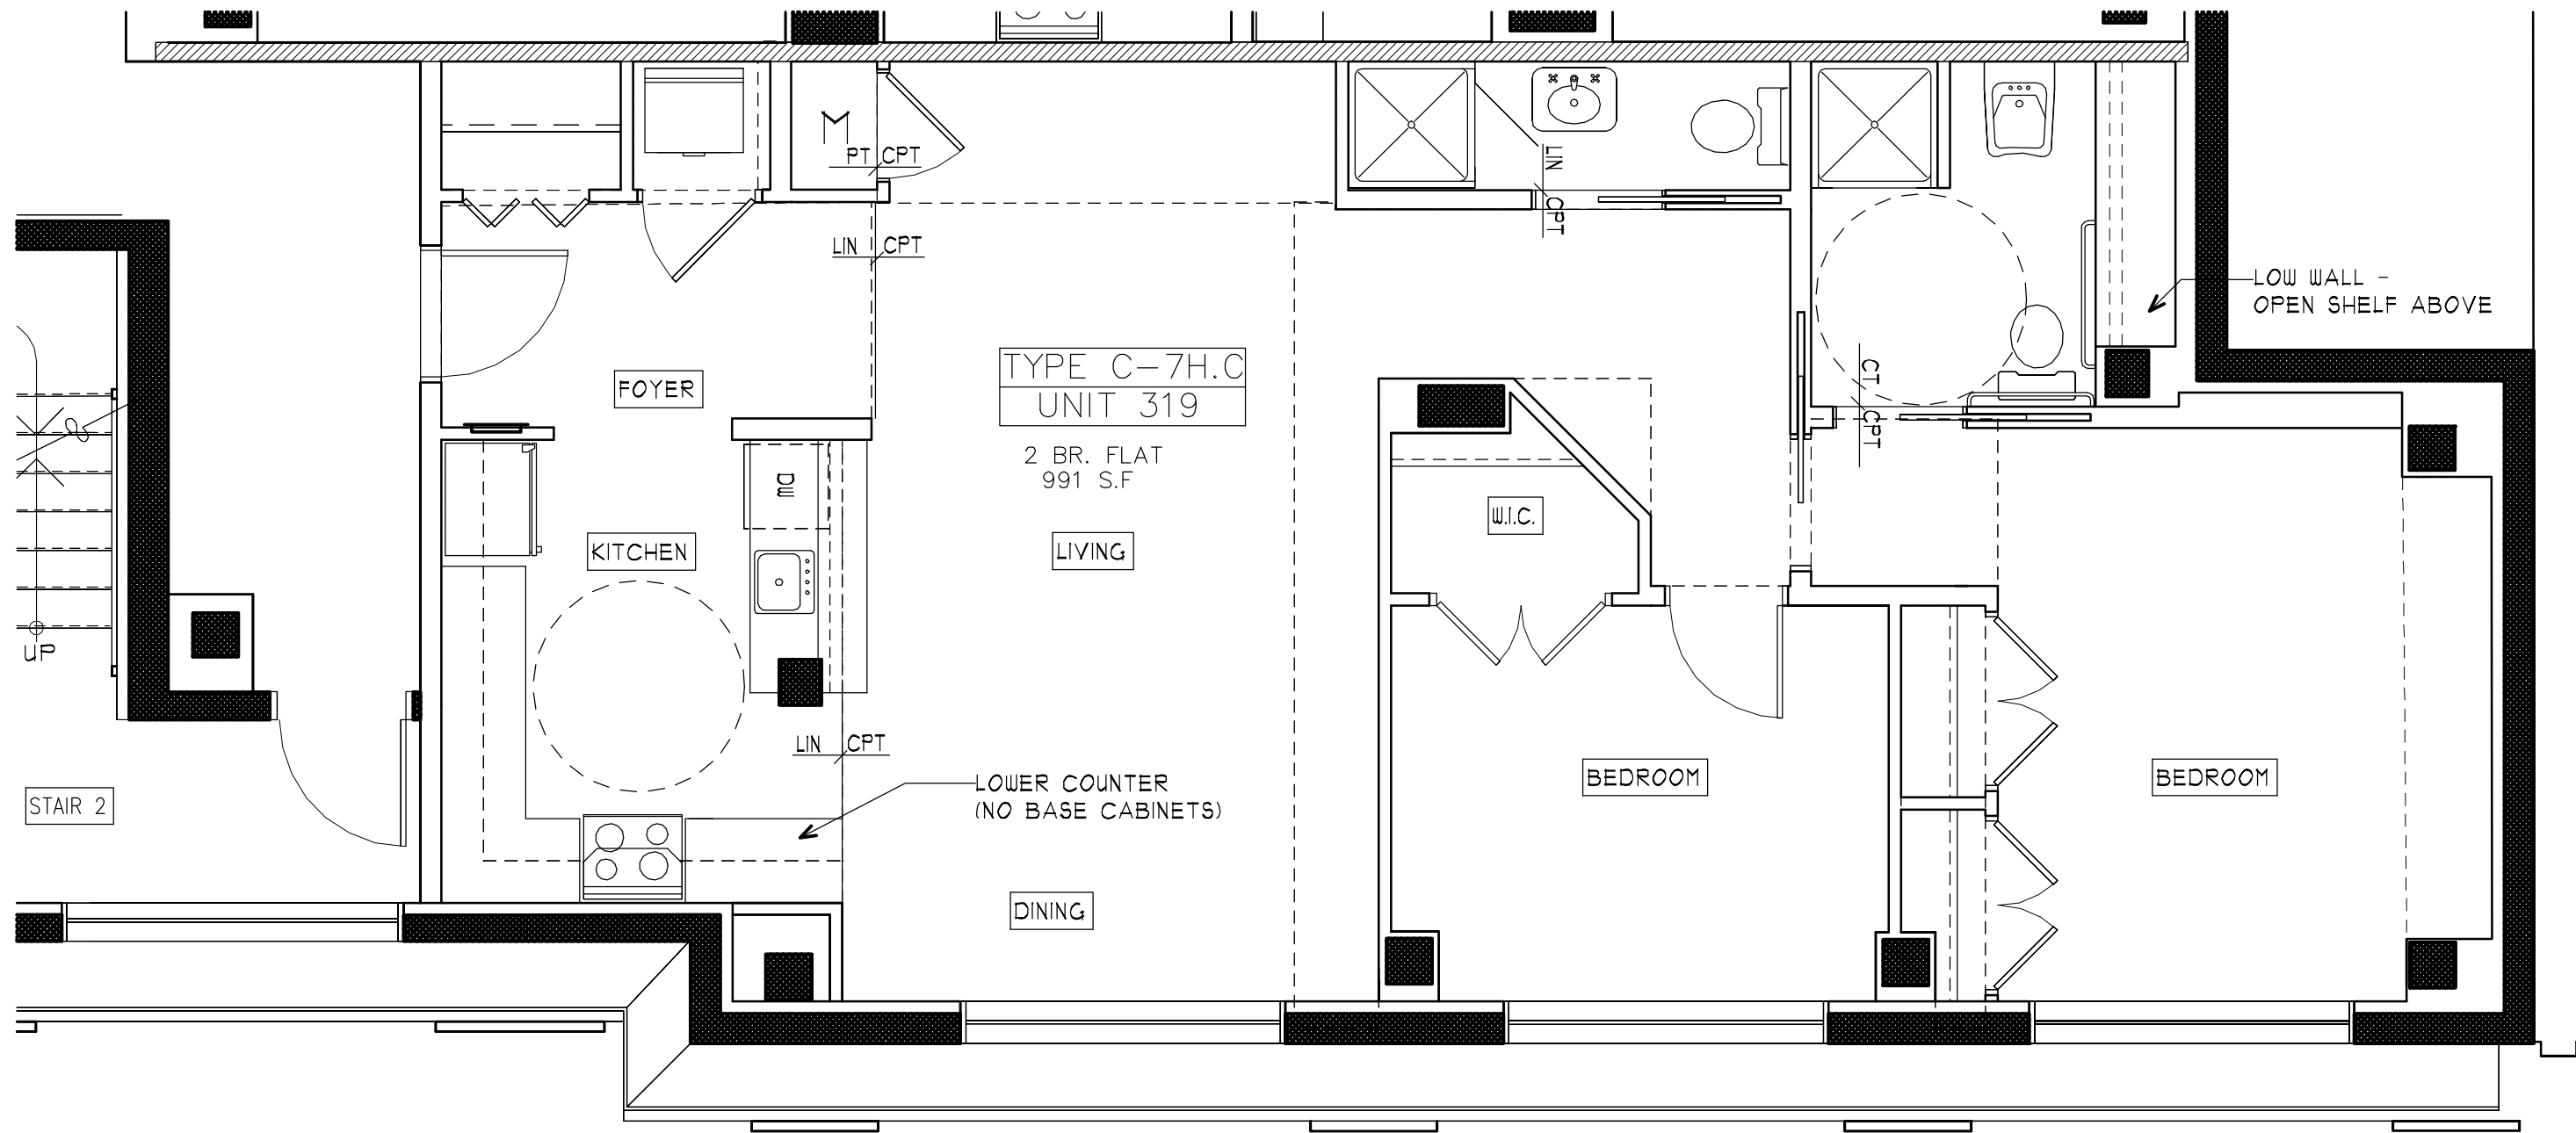 M
PT CPT
LIN
CPT
LIN CPT
LOW WALL -
OPEN SHELF ABOVE
TYPE C-7H.C
UNIT 319
2 BR. FLAT
991 S.F
FOYER
CT
CPT
KITCHEN
LIVING
W.I.C.
up
LIN CPT
LOWER COUNTER
(NO BASE CABINETS)
BEDROOM
BEDROOM
STAIR 2
DINING